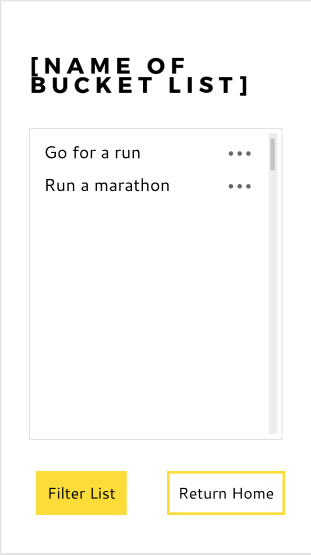 [NAME OF
BUCKET LIST]
Go for a run
Run a marathon
Filter List
Return Home